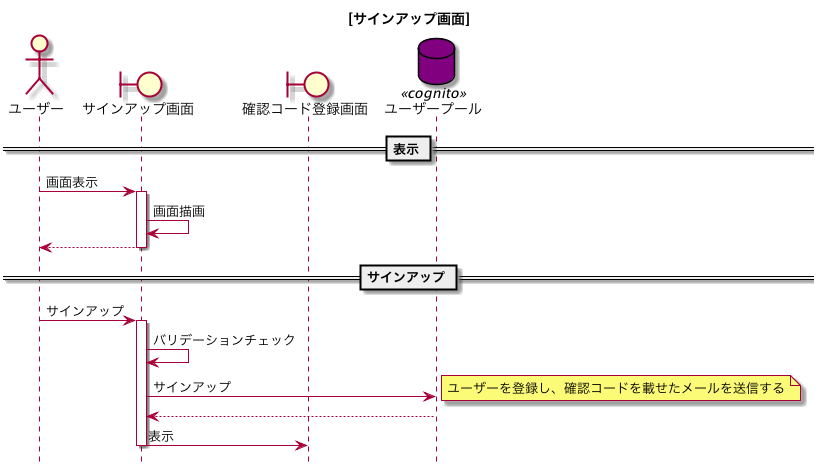 [サインアップ画面]
«cognito»
ユーザー
サインアップ画面
確認コード登録画面
ユーザープール
表示
画面表示
画面描画
サインアップ
サインアップ
バリデーションチェック
サインアップ
ユーザーを登録し、確認コードを載せたメールを送信する
表示